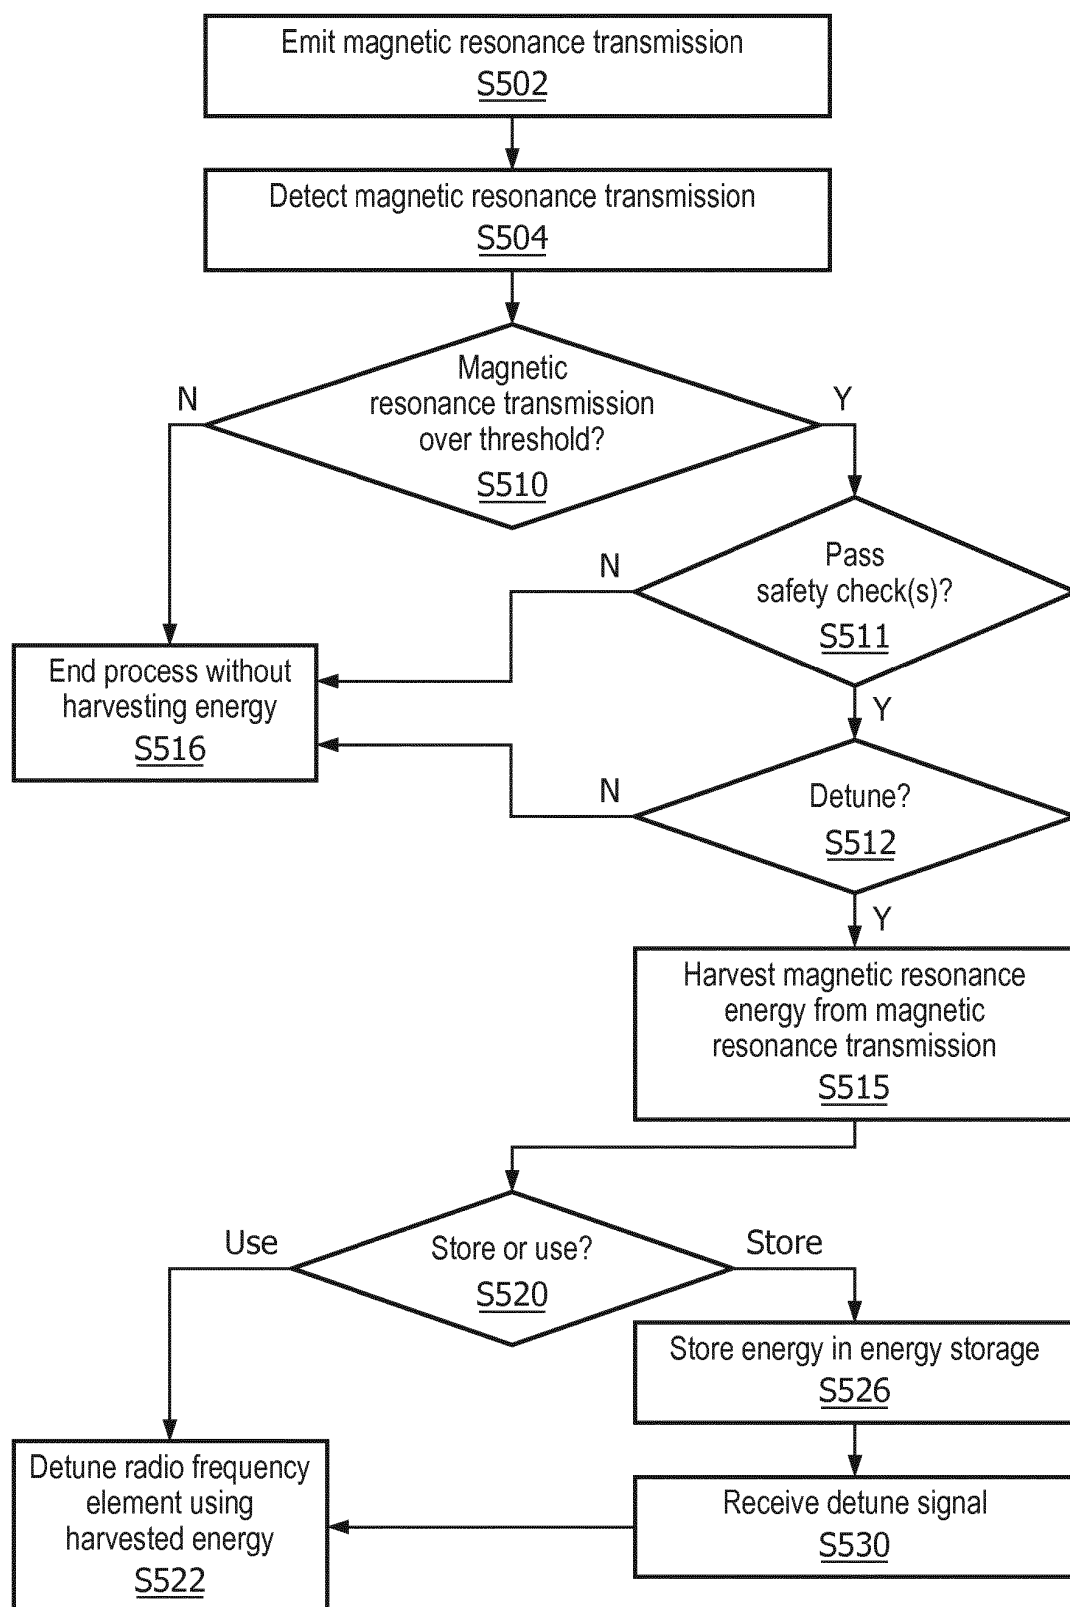 Emit magnetic resonance transmission
S502
Detect magnetic resonance transmission
S504
Magnetic
resonance transmission
over threshold?
S510
N
Y
Pass
safety check(s)?
S511
N
Y
End process without
harvesting energy
S516
Detune?
S512
N
Y
Harvest magnetic resonance
energy from magnetic
resonance transmission
S515
Store or use?
S520
Use
Store
Store energy in energy storage
S526
Detune radio frequency
element using
harvested energy
S522
Receive detune signal
S530